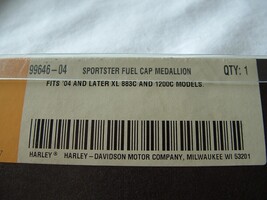 99646-04 SPORTSTER FUEL CAP MEDALLION QTY: 1
FITS '04 AND LATER XL 883C AND 1200C MODELS.
HARLEY® HARLEY-DAVIDSON MOTOR COMPANY, MILWAUKEE WI 53201